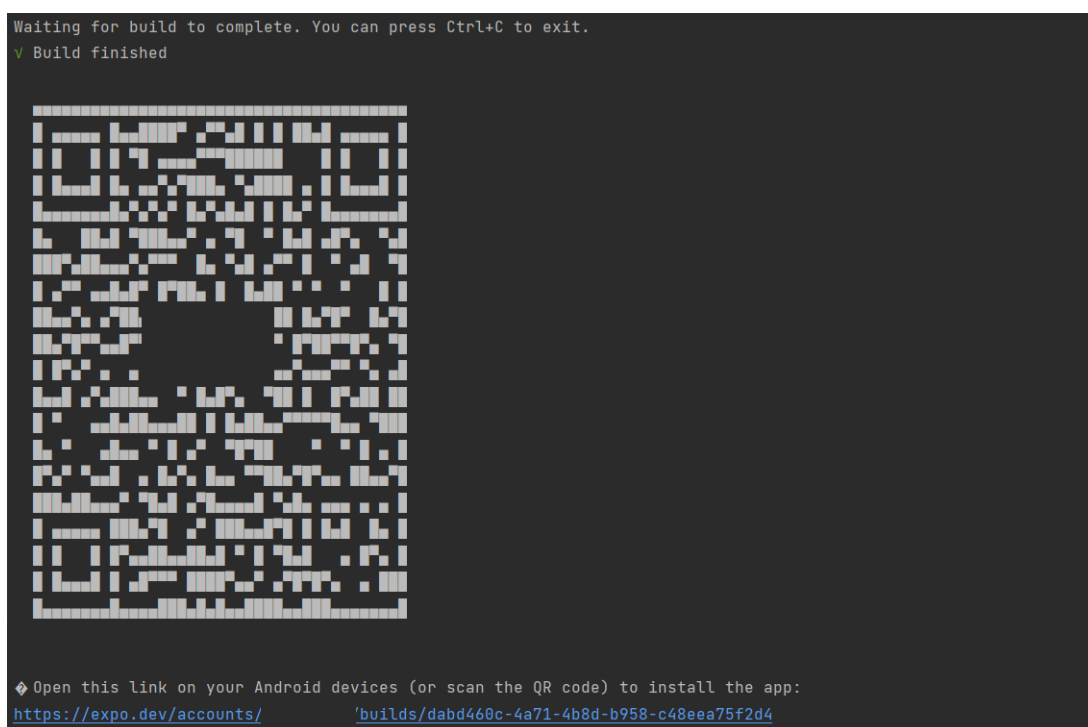 Waiting for build to complete. You can press Ctrl+C to exit.
√ Build finished
� Open this link on your Android devices (or scan the QR code) to install the app:
https://expo.dev/accounts/ 'builds/dabd460c-4a71-4b8d-b958-c48eea75f2d4